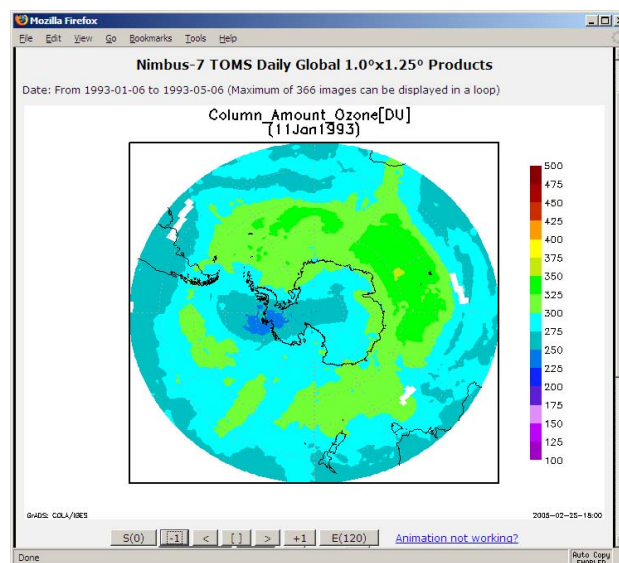 Mozilla Firefox
File Edit View Go Bookmarks Tools Help
Nimbus-7 TOMS Daily Global 1.0°x1.25° Products
Date: From 1993-01-06 to 1993-05-06 (Maximum of 366 images can be displayed in a loop)
Column_Amount_Ozone[DU]
(11Jan1993)
500
475
450
425
400
375
350
325
300
275
250
225
200
175
150
125
100
GrADS: COLA/IGES 2005-02-25-18:00
S(0) -1 < [ ] > +1 E(120) Animation not working?
Done Auto Copy
ENABLED